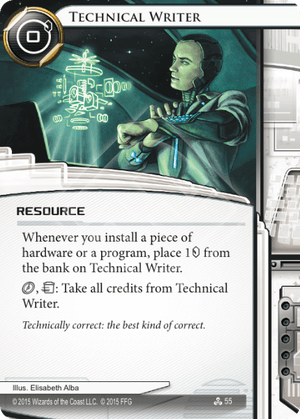 0
TECHNICAL WRITER
RESOURCE
Whenever you install a piece of
hardware or a program, place 1 from
the bank on Technical Writer.
, : Take all credits from Technical
Writer.
Technically correct: the best kind of correct.
Illus. Elisabeth Alba
© 2015 Wizards of the Coast LLC. © 2015 FFG
55